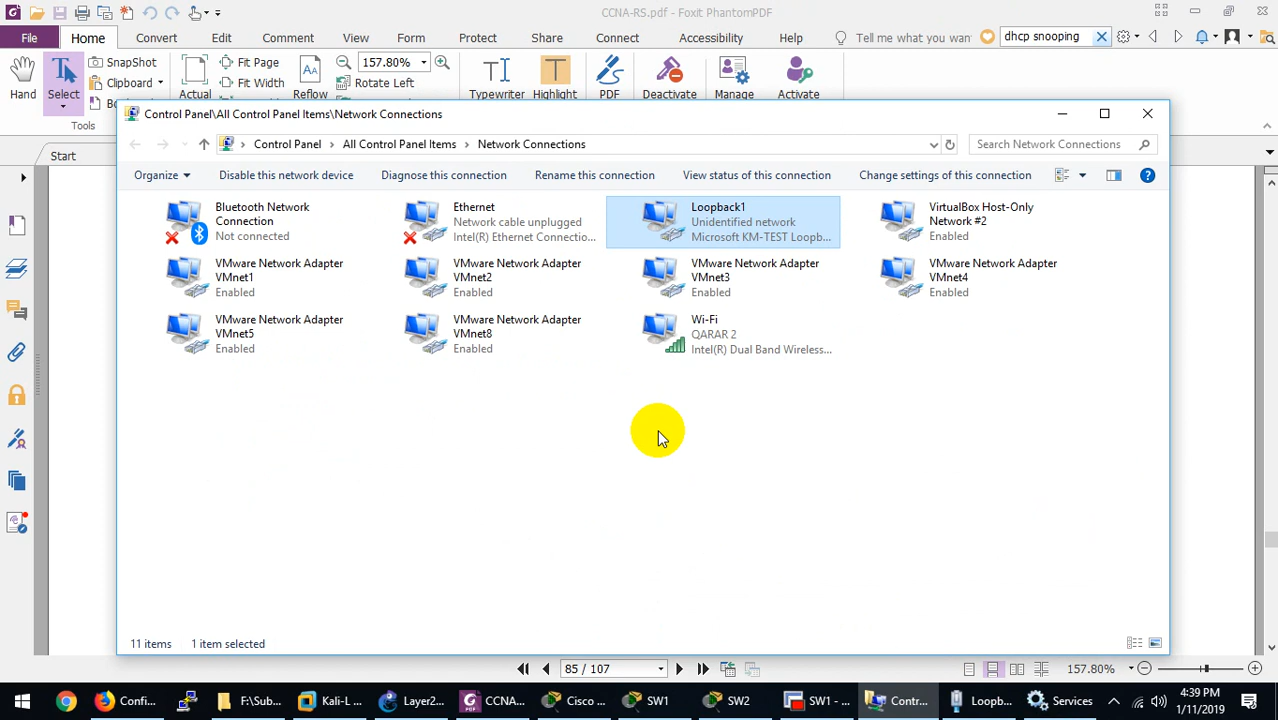 CCNA-RS.pdf - Foxit PhantomPDF
File
Home
Convert
Edit
Comment
View
Form
Protect
Share
Connect
Accessibility
Help
Tell me what you want
dhcp snooping
Hand
Select
SnapShot
Clipboard
Actual
Fit Page
Fit Width
Reflow
157.80%
Rotate Left
Typewriter
Highlight
PDF
Deactivate
Manage
Activate
Tools
Start
Control Panel\All Control Panel Items\Network Connections
Control Panel
All Control Panel Items
Network Connections
Search Network Connections
Organize
Disable this network device
Diagnose this connection
Rename this connection
View status of this connection
Change settings of this connection
Bluetooth Network
Connection
Not connected
Ethernet
Network cable unplugged
Intel(R) Ethernet Connectio...
Loopback1
Unidentified network
Microsoft KM-TEST Loopb...
VirtualBox Host-Only
Network #2
Enabled
VMware Network Adapter
VMnet1
Enabled
VMware Network Adapter
VMnet2
Enabled
VMware Network Adapter
VMnet3
Enabled
VMware Network Adapter
VMnet4
Enabled
VMware Network Adapter
VMnet5
Enabled
VMware Network Adapter
VMnet8
Enabled
Wi-Fi
QARAR 2
Intel(R) Dual Band Wireless...
11 items
1 item selected
85 / 107
157.80%
Confi...
F:\Sub...
Kali-L ...
Layer2...
CCNA...
Cisco ...
SW1
SW2
SW1 - ...
Contr...
Loopb...
Services
4:39 PM
1/11/2019